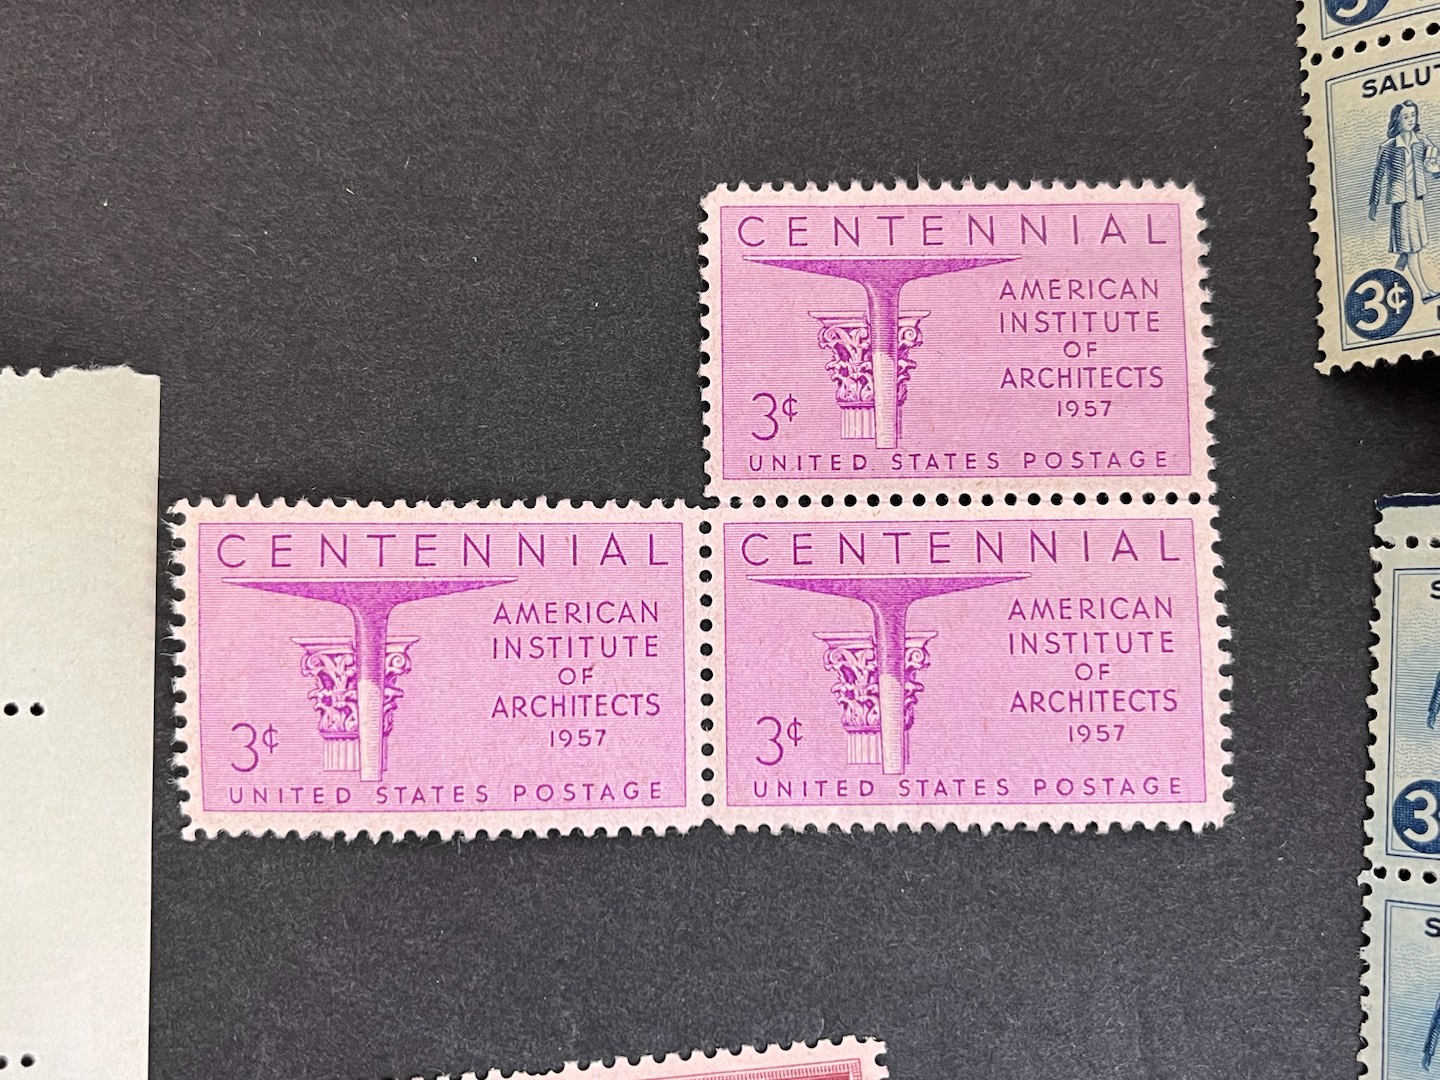 CENTENNIAL
AMERICAN
INSTITUTE
OF
ARCHITECTS
1957
3¢
UNITED STATES POSTAGE
CENTENNIAL
AMERICAN
INSTITUTE
OF
ARCHITECTS
1957
3¢
UNITED STATES POSTAGE
CENTENNIAL
AMERICAN
INSTITUTE
OF
ARCHITECTS
1957
3¢
UNITED STATES POSTAGE
3¢